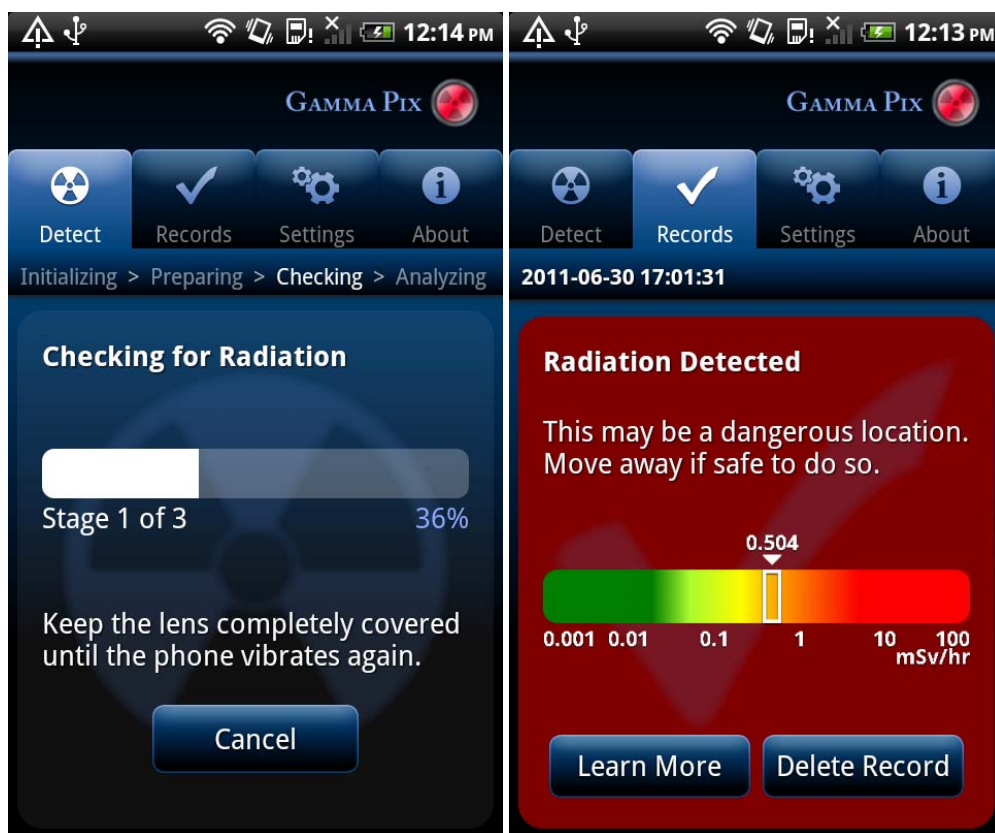 12:14 PM
GAMMA PIX
Detect Records Settings About
Initializing > Preparing > Checking > Analyzing
Checking for Radiation
Stage 1 of 3 36%
Keep the lens completely covered
until the phone vibrates again.
Cancel
12:13 PM
GAMMA PIX
Detect Records Settings About
2011-06-30 17:01:31
Radiation Detected
This may be a dangerous location.
Move away if safe to do so.
0.504
0.001 0.01 0.1 1 10 100
mSv/hr
Learn More Delete Record